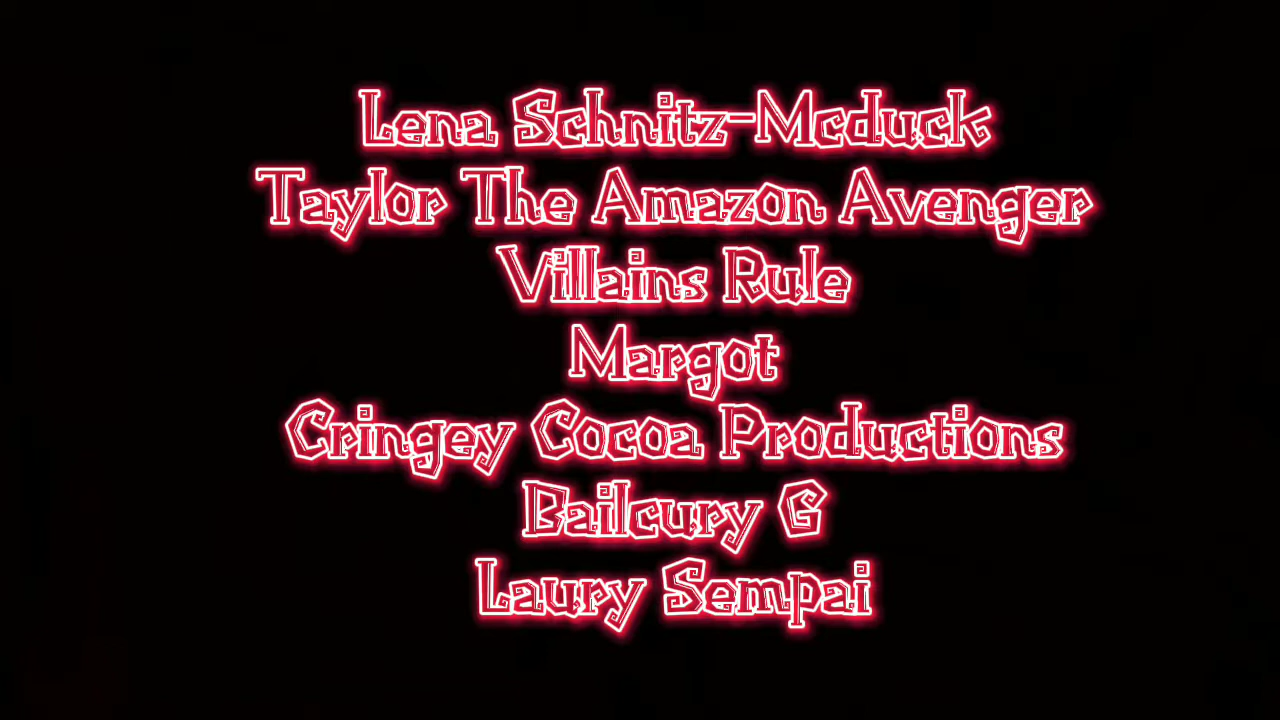 Lena Schnitz-Mcduck
Taylor The Amazon Avenger
Villains Rule
Margot
Cringey Cocoa Productions
Bailcury G
Laury Sempai